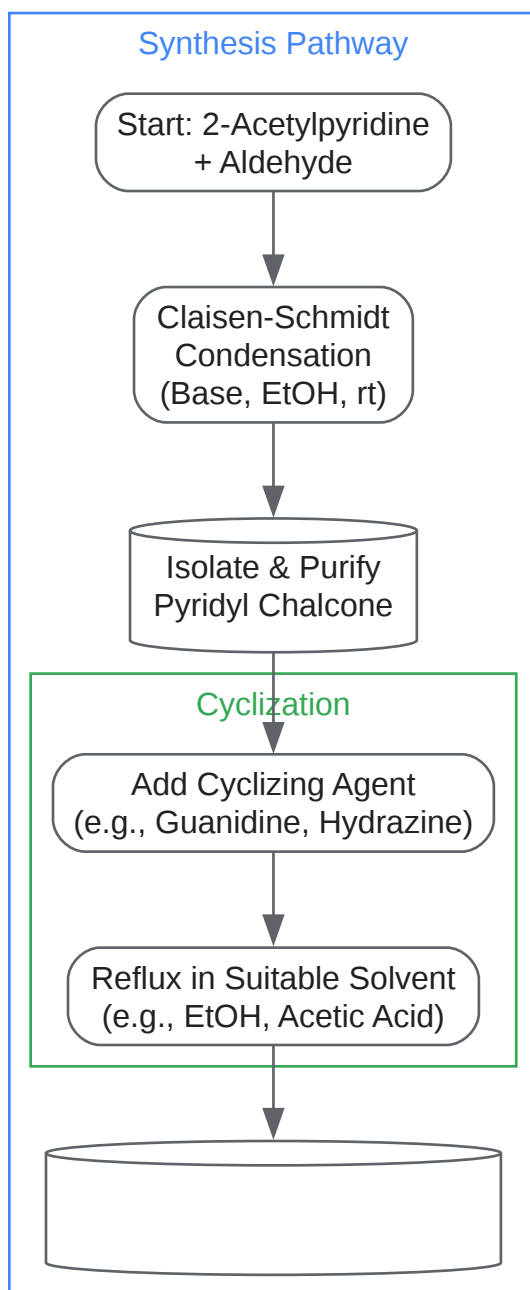 Synthesis Pathway
Start: 2-Acetylpyridine
+ Aldehyde
Claisen-Schmidt
Condensation
(Base, EtOH, rt)
Isolate & Purify
Pyridyl Chalcone
Cyclization
Add Cyclizing Agent
(e.g., Guanidine, Hydrazine)
Reflux in Suitable Solvent
(e.g., EtOH, Acetic Acid)